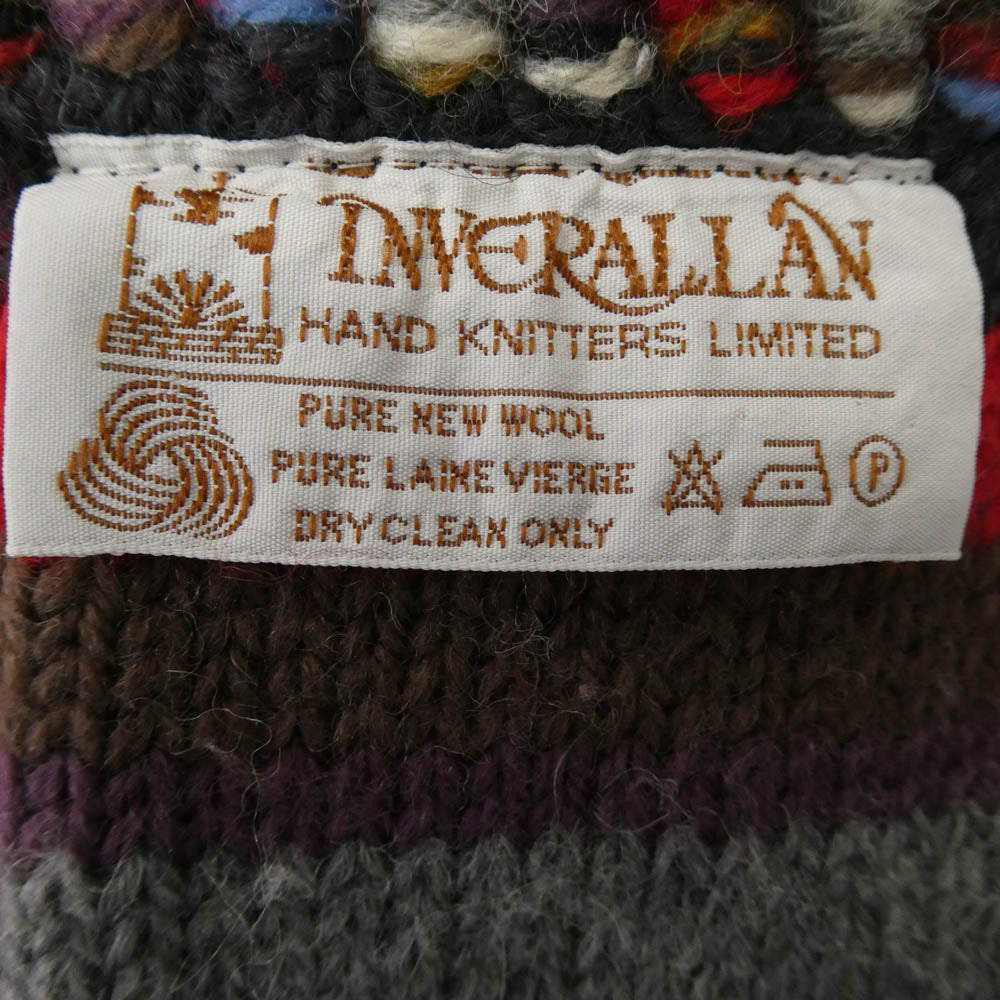 INVERALLAN
HAND KNITTERS LIMITED
PURE NEW WOOL
PURE LAINE VIERGE
DRY CLEAN ONLY
P